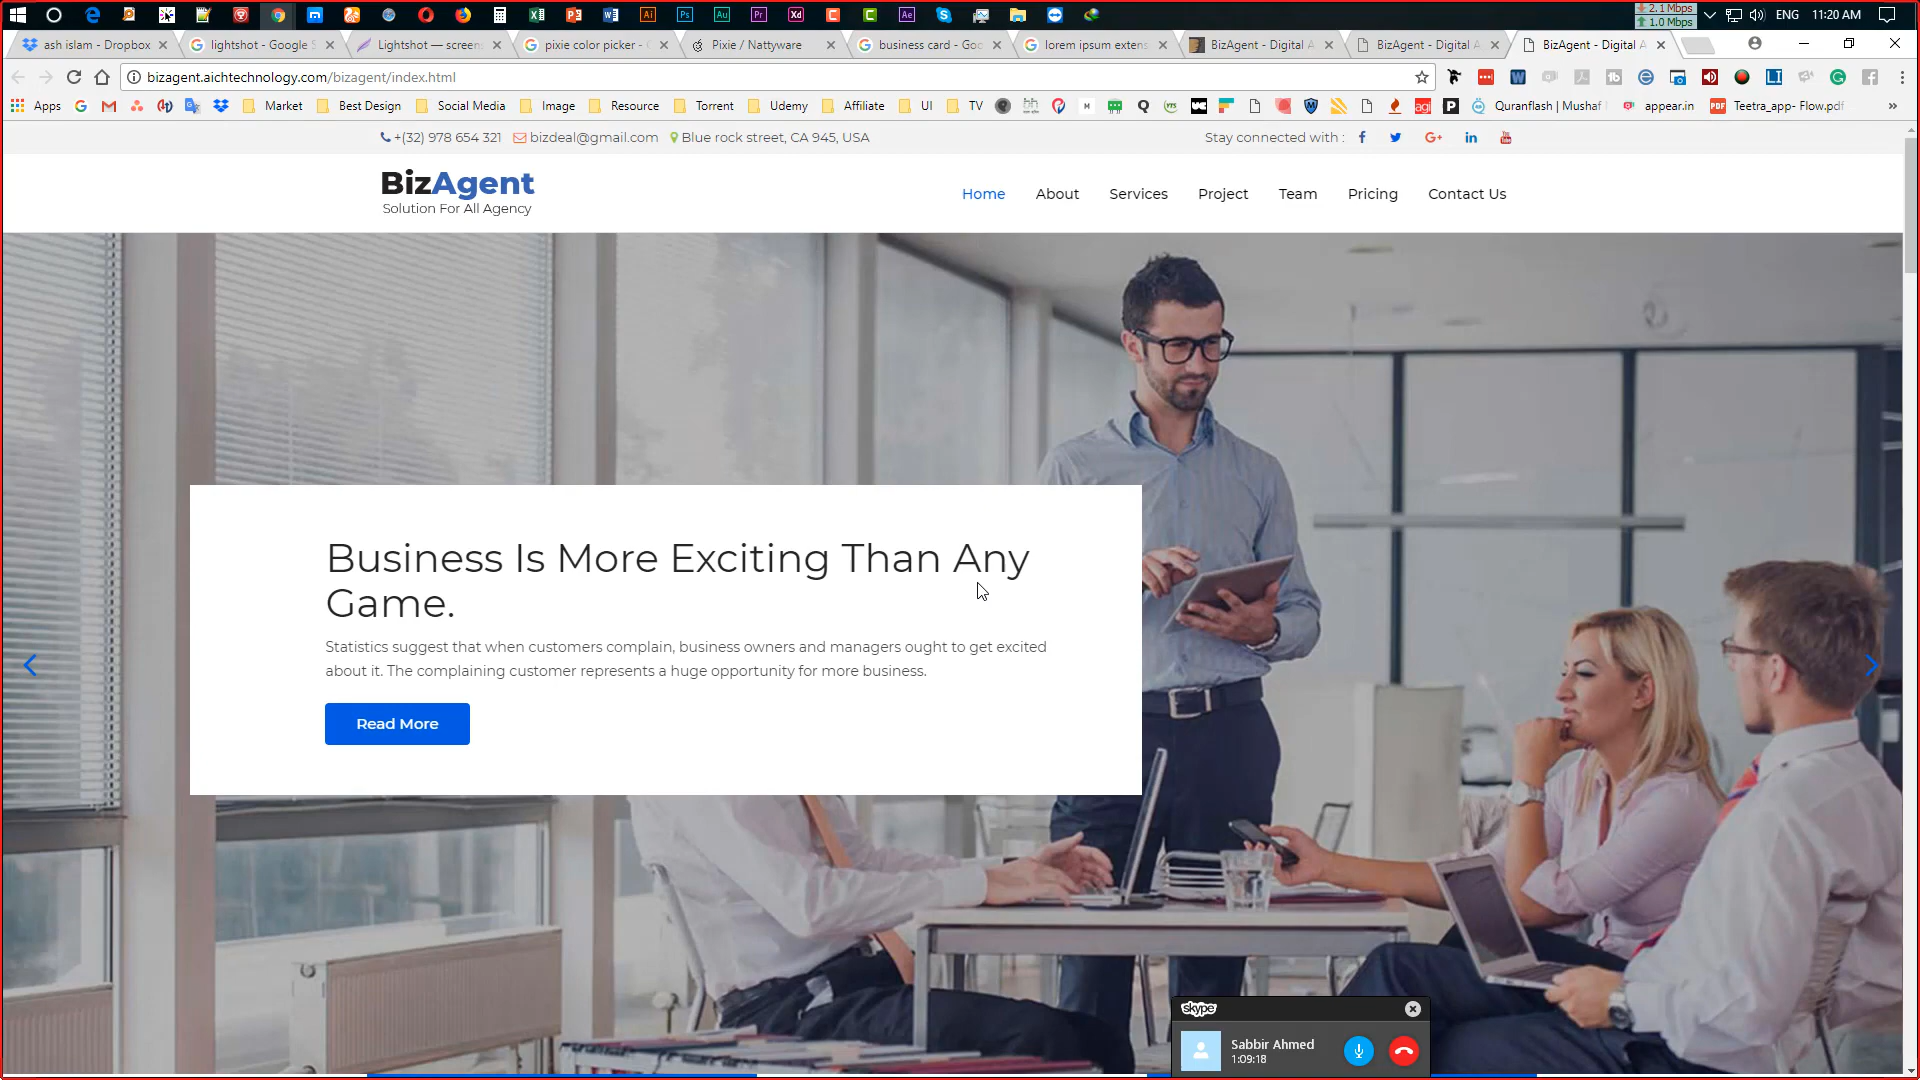 2.1 Mbps
1.0 Mbps
ENG
11:20 AM
ash islam - Dropbox
lightshot - Google S
Lightshot — screen
pixie color picker - G
Pixie / Nattyware
business card - Goo
lorem ipsum exten
BizAgent - Digital A
BizAgent - Digital A
BizAgent - Digital A
bizagent.aichtechnology.com/bizagent/index.html
Apps
Market
Best Design
Social Media
Image
Resource
Torrent
Udemy
Affiliate
UI
TV
Quranflash | Mushaf
appear.in
Teetra_app- Flow.pdf
+(32) 978 654 321
bizdeal@gmail.com
Blue rock street, CA 945, USA
Stay connected with :
BizAgent
Solution For All Agency
Home
About
Services
Project
Team
Pricing
Contact Us
Business Is More Exciting Than Any
Game.
Statistics suggest that when customers complain, business owners and managers ought to get excited
about it. The complaining customer represents a huge opportunity for more business.
Read More
skype
Sabbir Ahmed
1:09:18